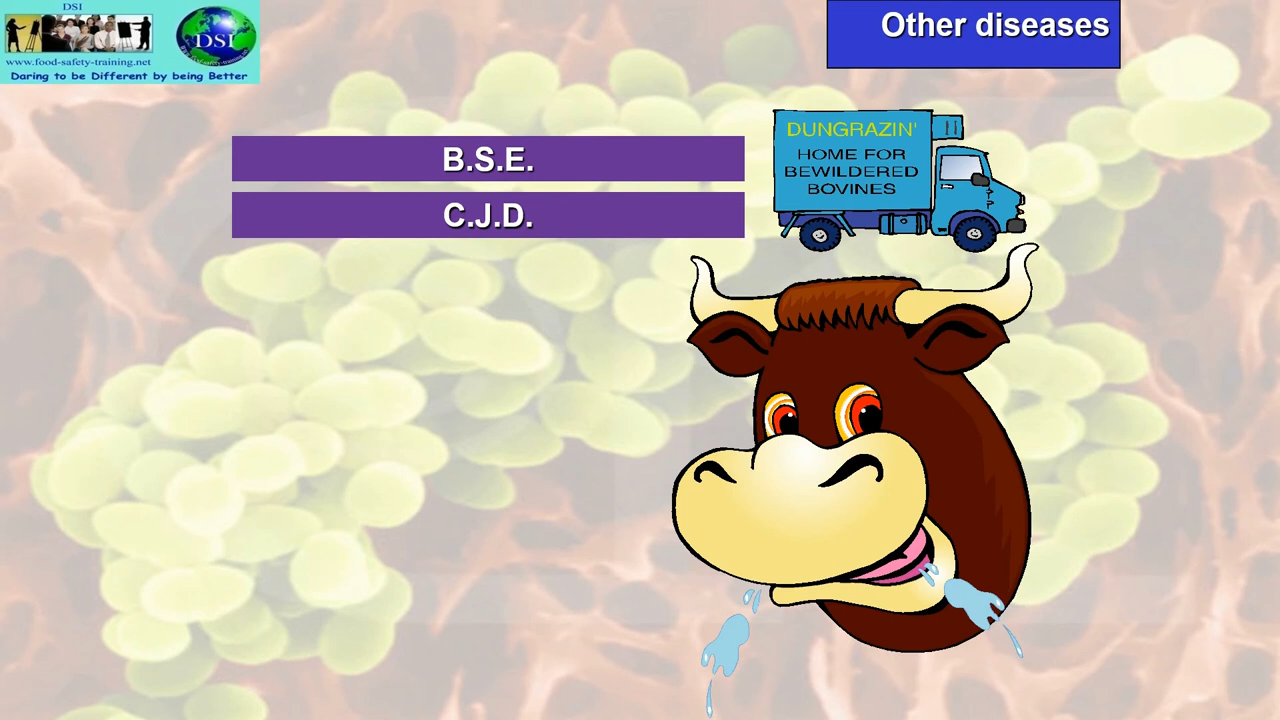 DSI
DSI
www.food-safety-training.net
Daring to be Different by being Better
Other diseases
B.S.E.
C.J.D.
DUNGRAZIN'
HOME FOR
BEWILDERED
BOVINES